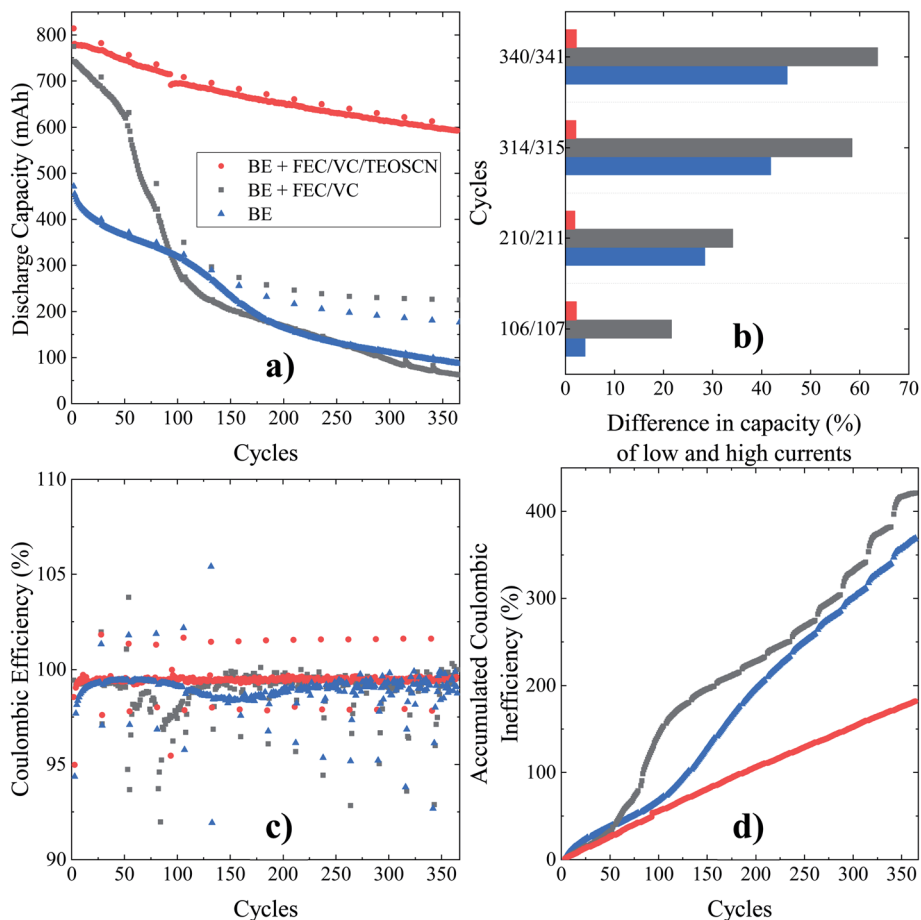 a)
800
700
600
500
400
300
200
100
0
Discharge Capacity (mAh)
BE + FEC/VC/TEOSCN
BE + FEC/VC
BE
0 50 100 150 200 250 300 350
Cycles
b)
340/341
314/315
210/211
106/107
Cycles
0 10 20 30 40 50 60 70
Difference in capacity (%)
of low and high currents
c)
110
105
100
95
90
Coulombic Efficiency (%)
0 50 100 150 200 250 300 350
Cycles
d)
400
300
200
100
0
Accumulated Coulombic
Inefficiency (%)
0 50 100 150 200 250 300 350
Cycles